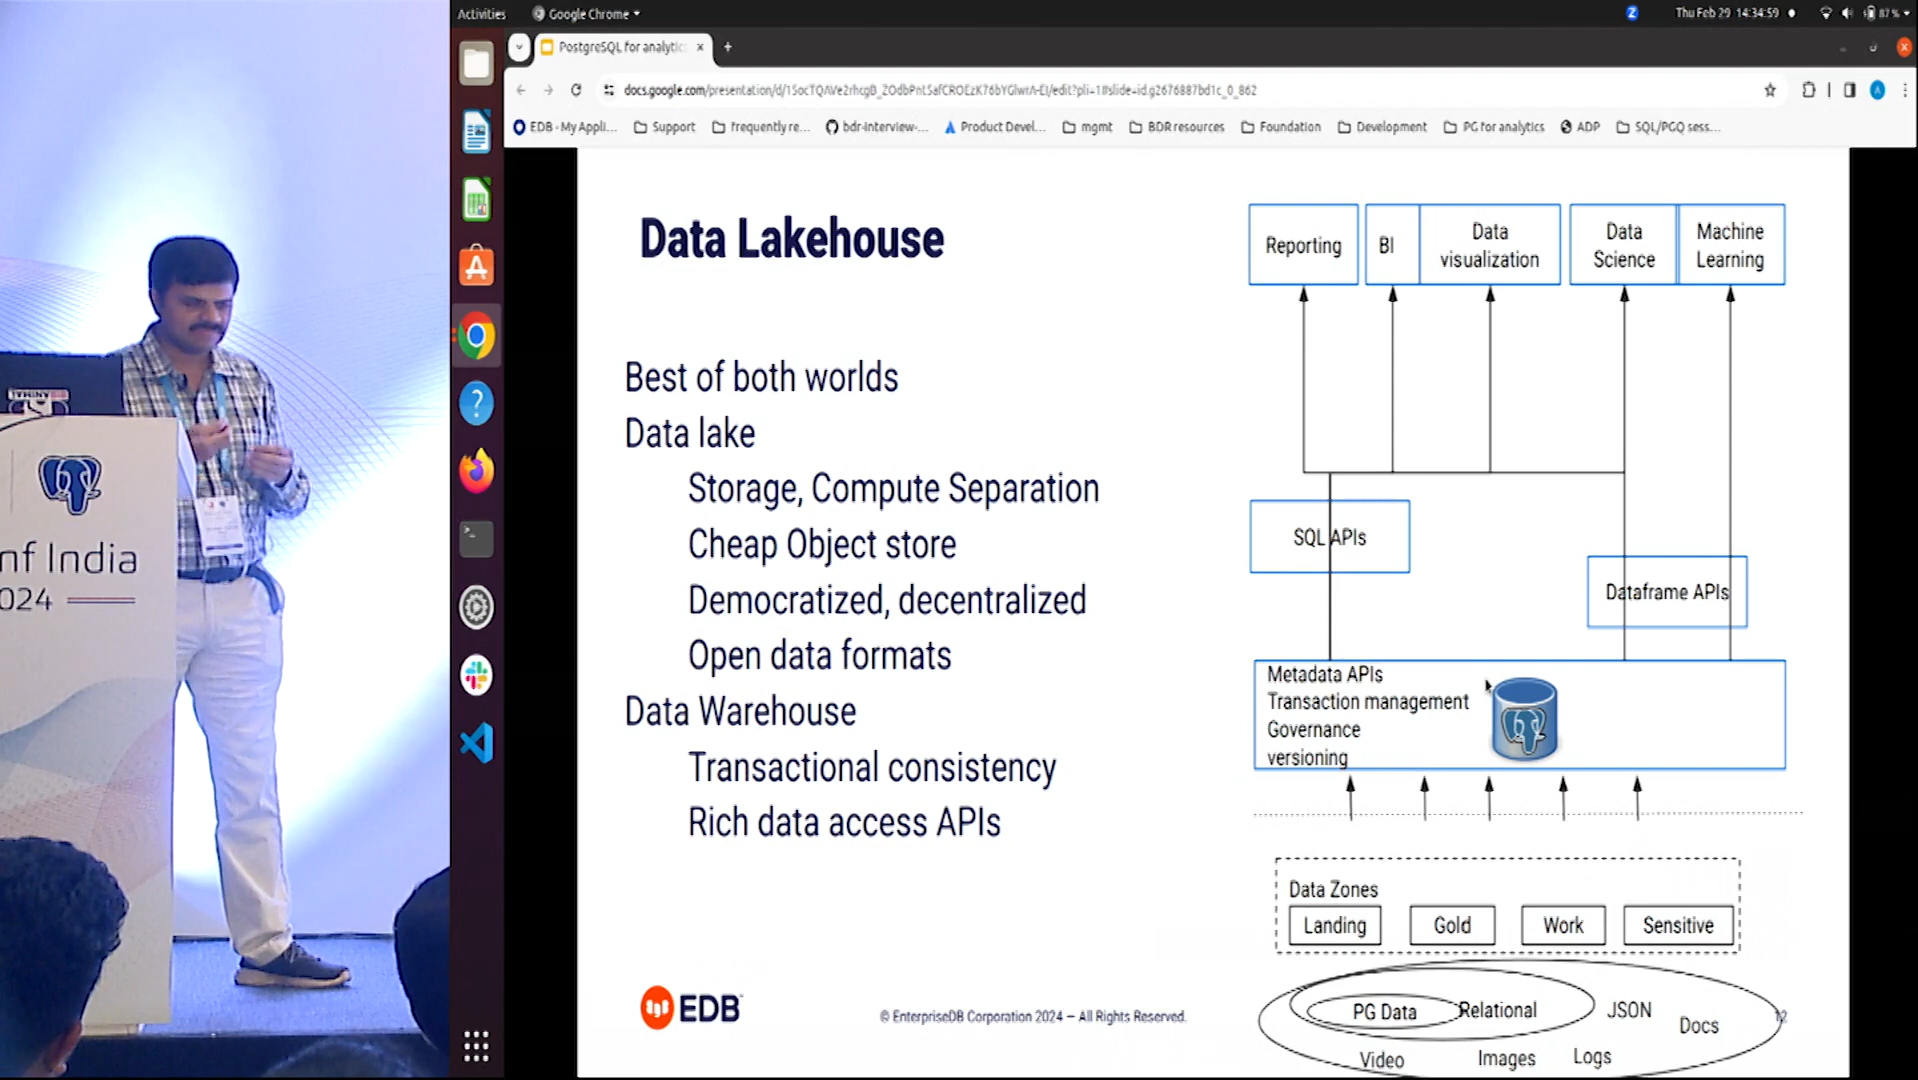 Activities
Google Chrome
Z
Thu Feb 29 14:34:59
87 %
PostgreSQL for analytic
docs.google.com/presentation/d/
edit?pli=1#slide=id.g2676887bd1c_0_862
A
EDB - My Appli...
Support
frequently re...
bdr-interview-...
Product Devel...
mgmt
BDR resources
Foundation
Development
PG for analytics
ADP
SQL/PGQ sess...
Data Lakehouse
Best of both worlds
Data lake
Storage, Compute Separation
Cheap Object store
Democratized, decentralized
Open data formats
Data Warehouse
Transactional consistency
Rich data access APIs
Reporting
BI
Data
visualization
Data
Science
Machine
Learning
SQL APIs
Dataframe APIs
Metadata APIs
Transaction management
Governance
versioning
Data Zones
Landing
Gold
Work
Sensitive
PG Data
Relational
JSON
Docs
Video
Images
Logs
EDB
© EnterpriseDB Corporation 2024 — All Rights Reserved.
12
nf India
024